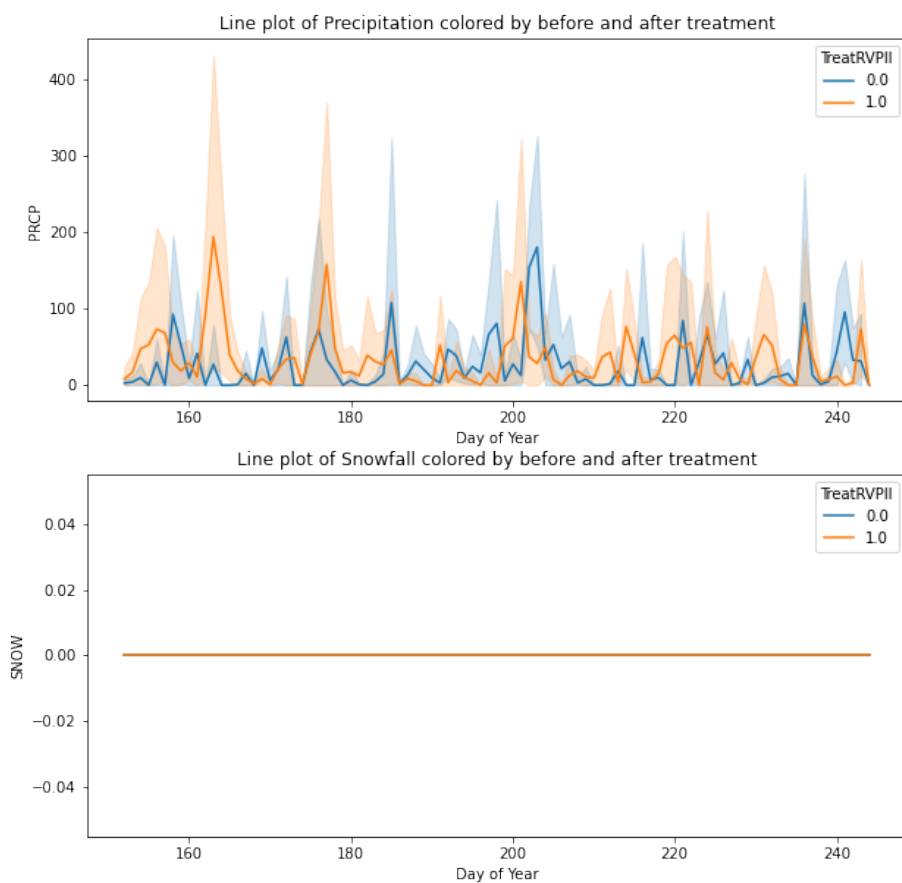 Line plot of Precipitation colored by before and after treatment
TreatRVPII
0.0
1.0
400
300
200
100
0
PRCP
160 180 200 220 240
Day of Year
Line plot of Snowfall colored by before and after treatment
TreatRVPII
0.0
1.0
0.04
0.02
0.00
−0.02
−0.04
SNOW
160 180 200 220 240
Day of Year